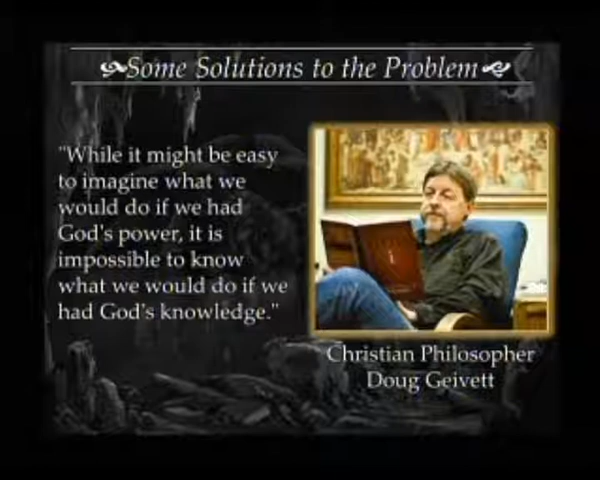 Some Solutions to the Problem
"While it might be easy
to imagine what we
would do if we had
God's power, it is
impossible to know
what we would do if we
had God's knowledge."
Christian Philosopher
Doug Geivett